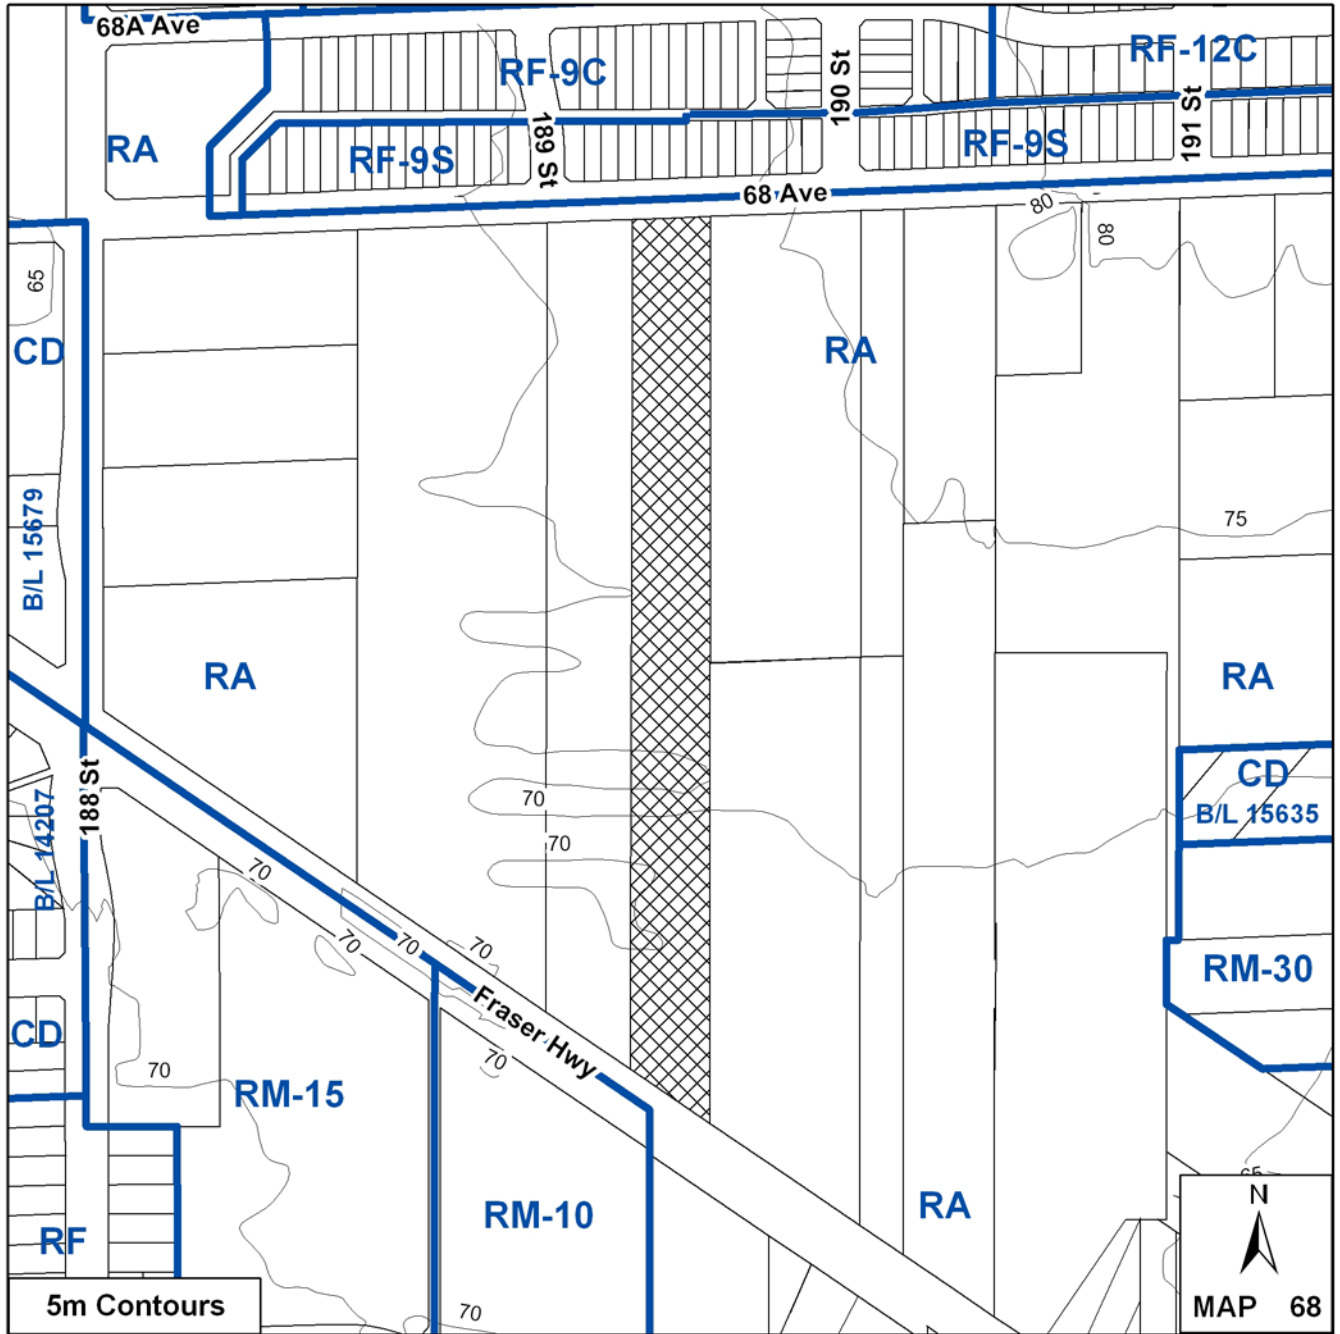 68A Ave
RF-9C
190 St
RF-12C
RA
189 St
RF-9S
RF-9S
191 St
68 Ave
80
80
65
CD
RA
B/L 15679
75
RA
RA
188 St
B/L 14207
70
70
CD
B/L 15635
70
70
70
70
RM-30
Fraser Hwy
CD
70
70
RM-15
65
RA
RM-10
RF
N
5m Contours
70
MAP 68